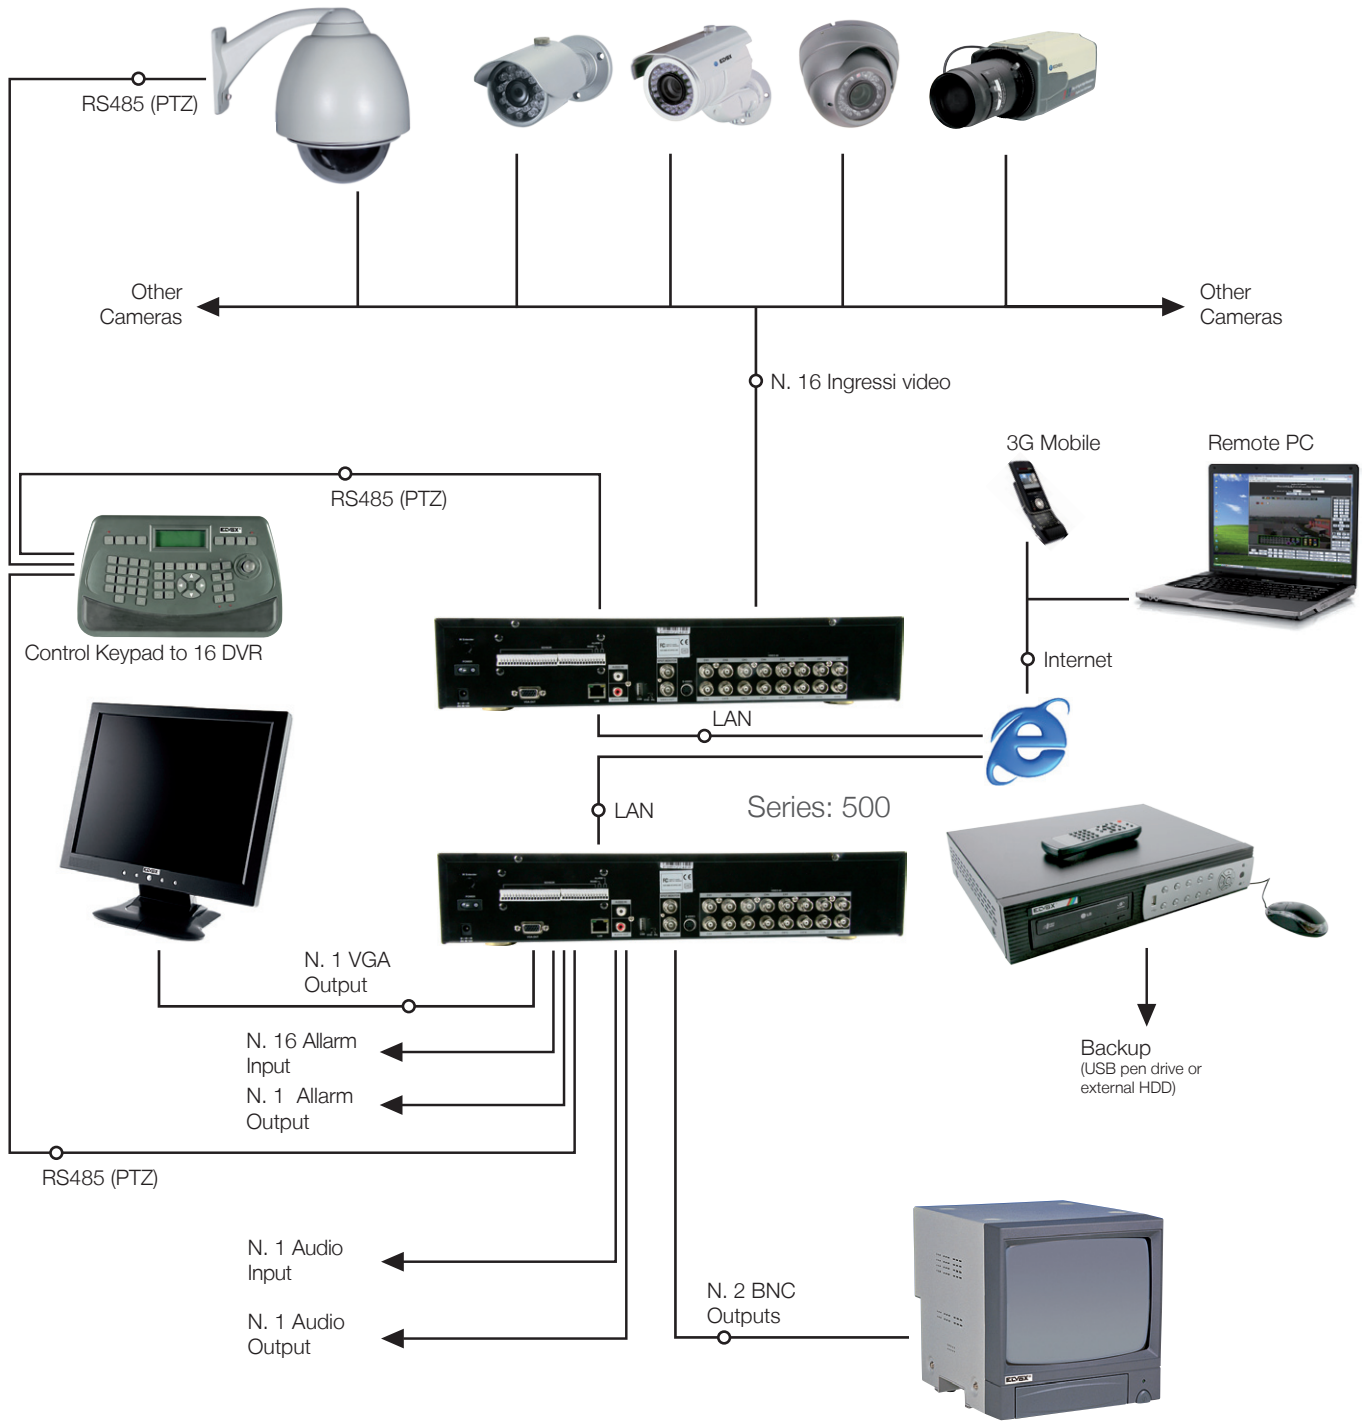 RS485 (PTZ)
Other
Cameras
Other
Cameras
N. 16 Ingressi video
3G Mobile
Remote PC
RS485 (PTZ)
Control Keypad to 16 DVR
Internet
LAN
LAN
Series: 500
N. 1 VGA
Output
N. 16 Allarm
Input
N. 1 Allarm
Output
RS485 (PTZ)
Backup
(USB pen drive or
external HDD)
N. 1 Audio
Input
N. 1 Audio
Output
N. 2 BNC
Outputs